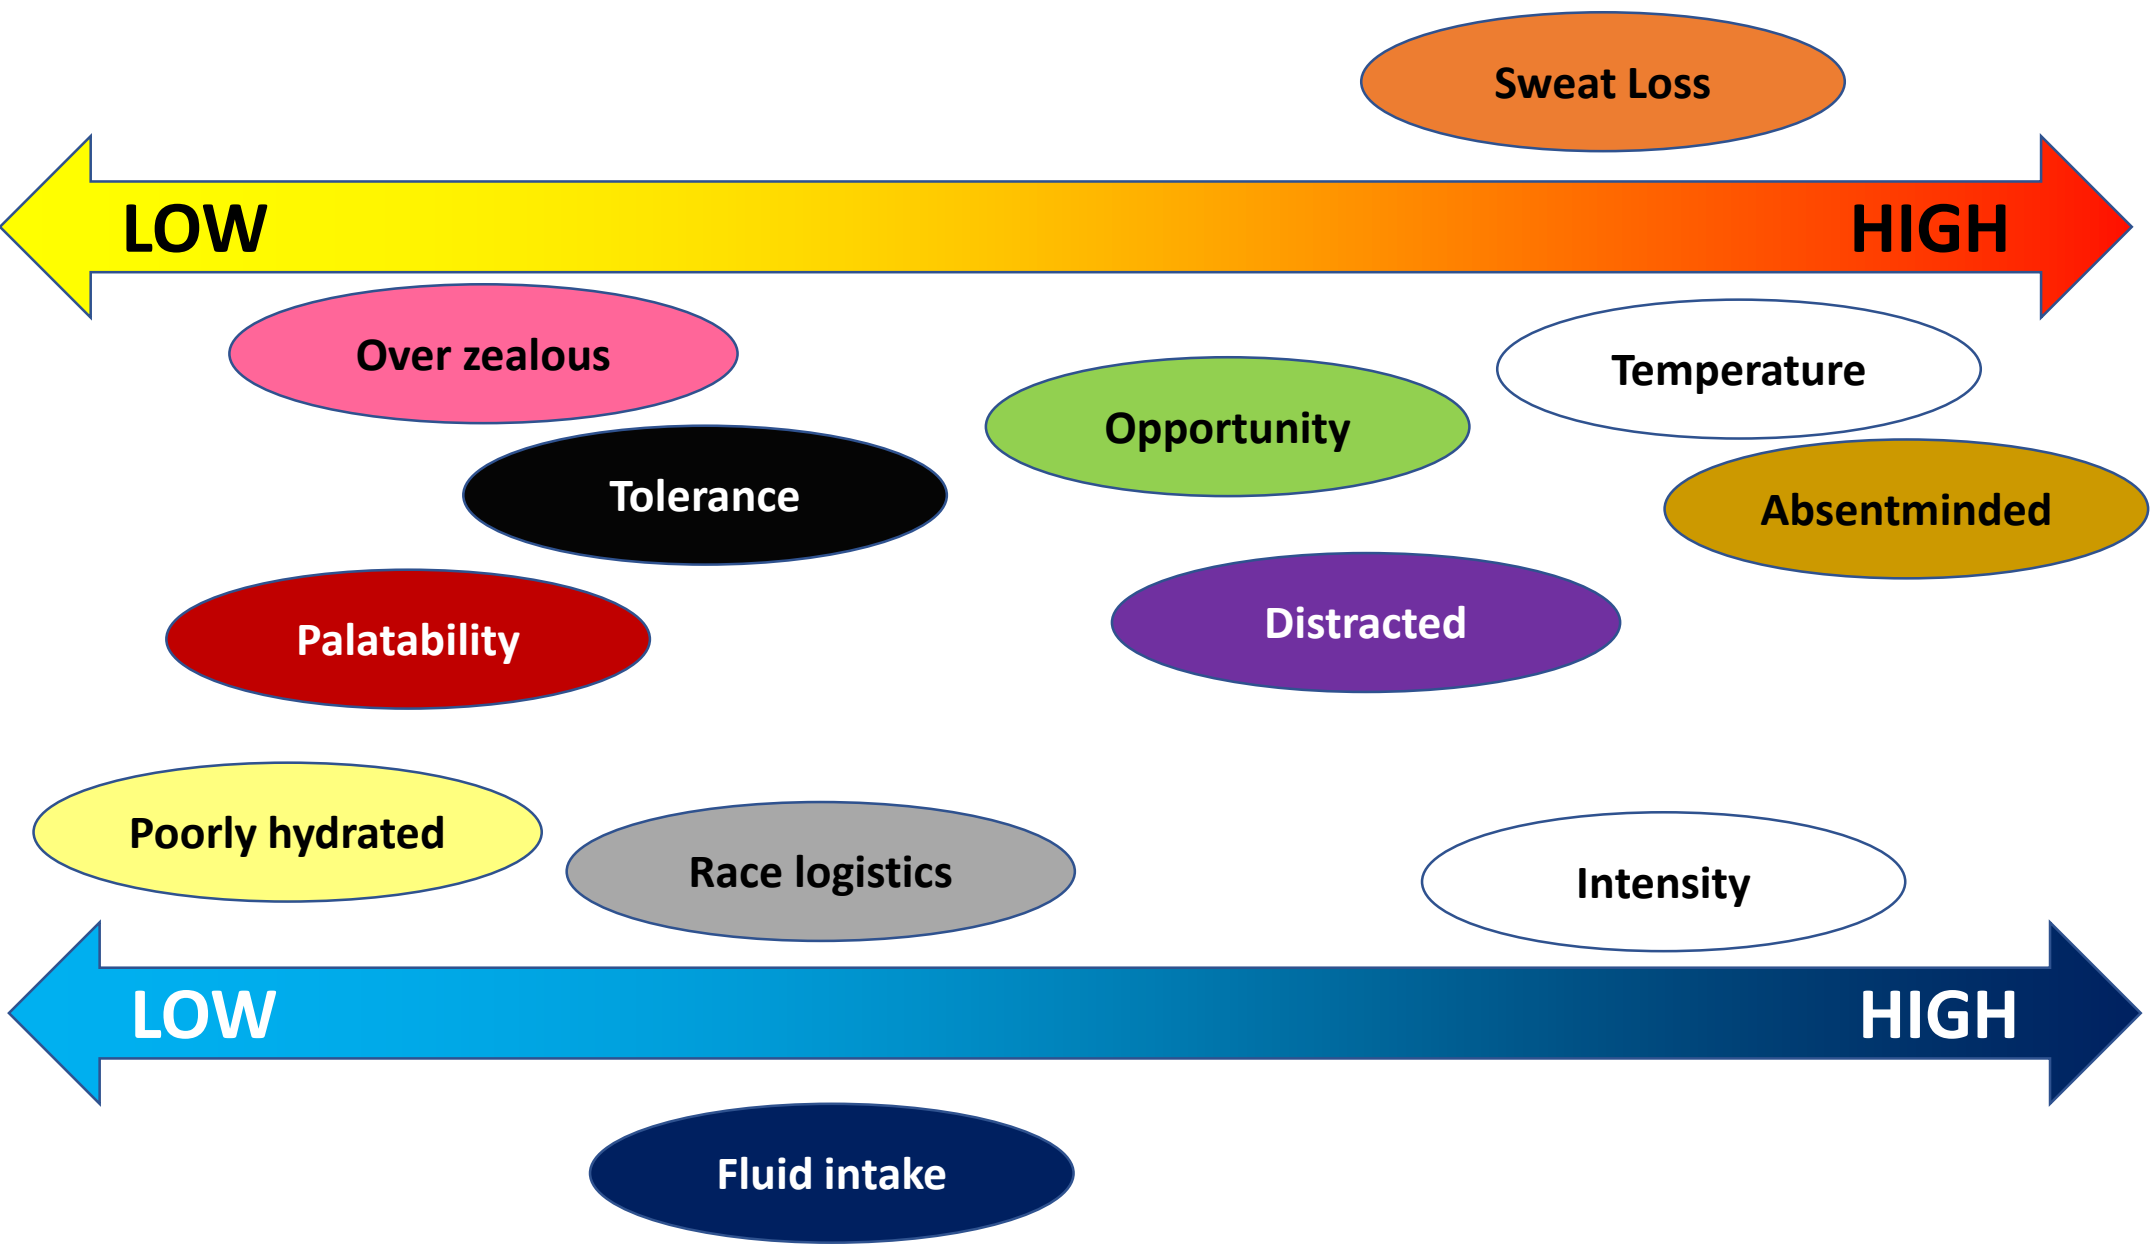 Sweat Loss
LOW
HIGH
Over zealous
Temperature
Opportunity
Tolerance
Absentminded
Distracted
Palatability
Poorly hydrated
Race logistics
Intensity
LOW
HIGH
Fluid intake